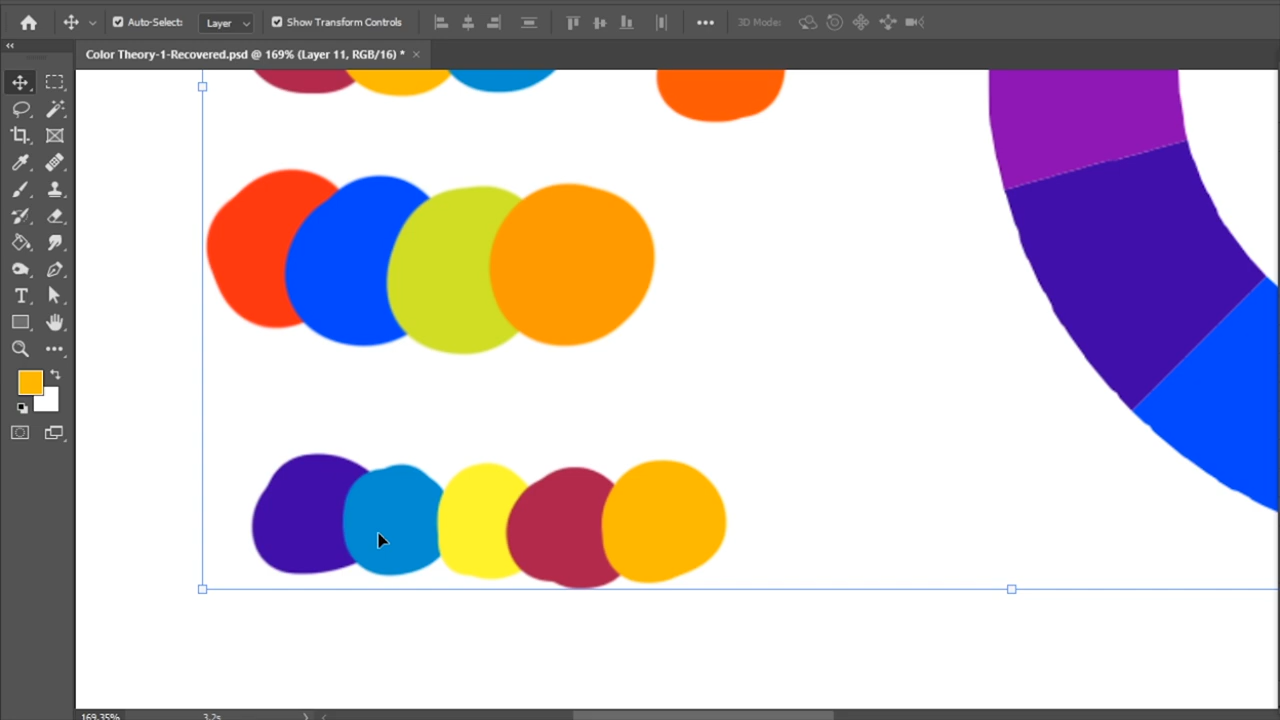 Auto-Select: Layer Show Transform Controls 3D Mode:
Color Theory-1-Recovered.psd @ 169% (Layer 11, RGB/16) *
T
169.35% 3.2s